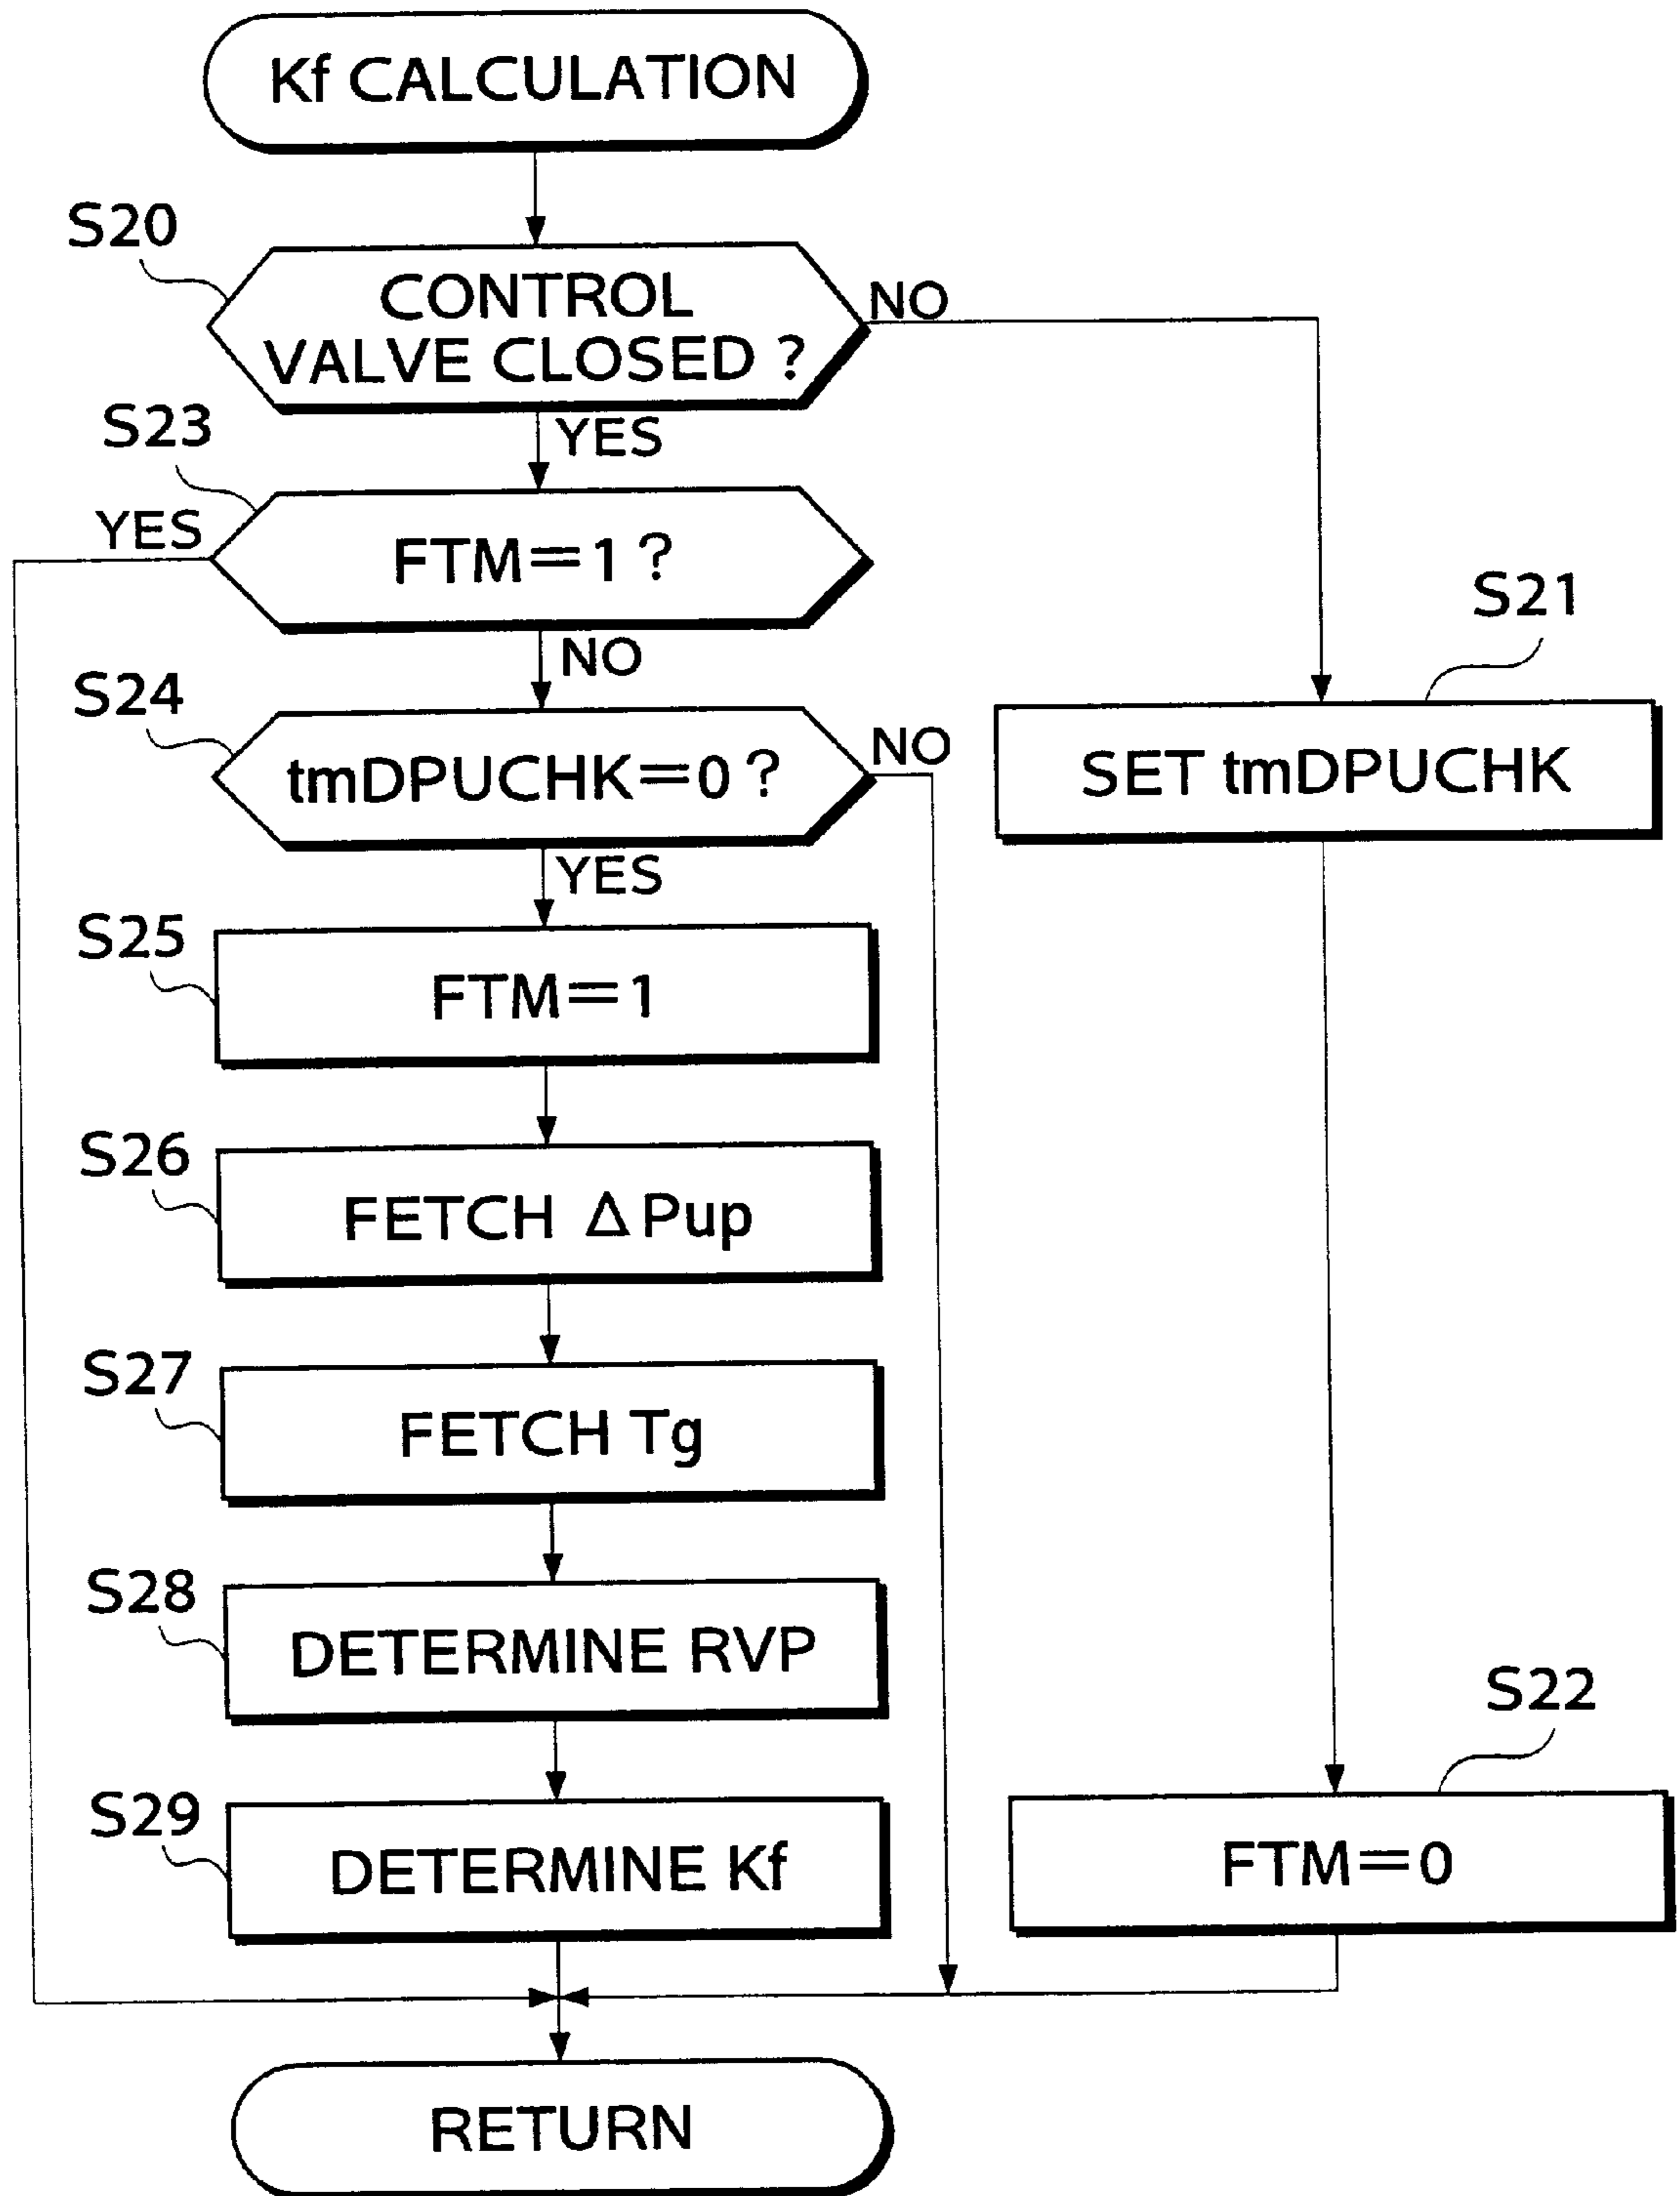 Kf CALCULATION
S20
CONTROL
VALVE CLOSED ?
NO
YES
S23
YES
FTM=1 ?
NO
S21
S24
tmDPUCHK=0 ?
NO
SET tmDPUCHK
YES
S25
FTM=1
S26
FETCH Δ Pup
S27
FETCH Tg
S28
DETERMINE RVP
S22
S29
DETERMINE Kf
FTM=0
RETURN